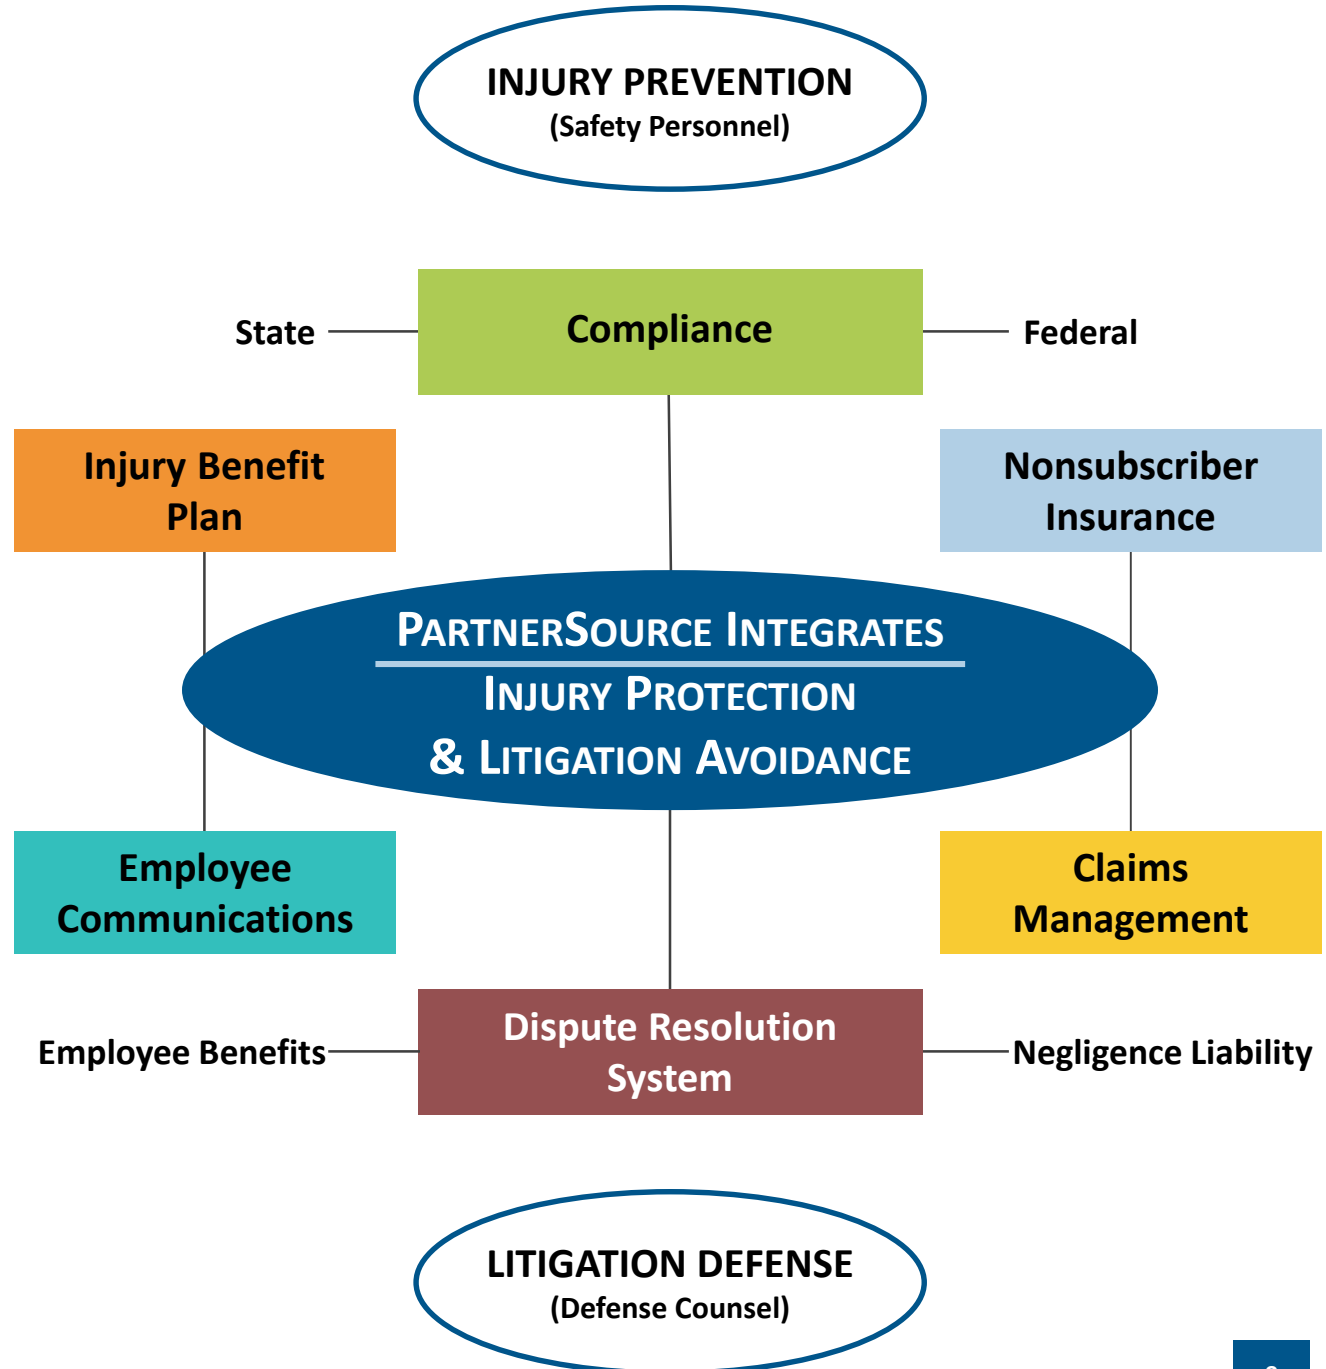 INJURY PREVENTION
(Safety Personnel)
State
Compliance
Federal
Injury Benefit
Plan
Nonsubscriber
Insurance
PARTNERSOURCE INTEGRATES
INJURY PROTECTION
& LITIGATION AVOIDANCE
Employee
Communications
Claims
Management
Employee Benefits
Dispute Resolution
System
Negligence Liability
LITIGATION DEFENSE
(Defense Counsel)